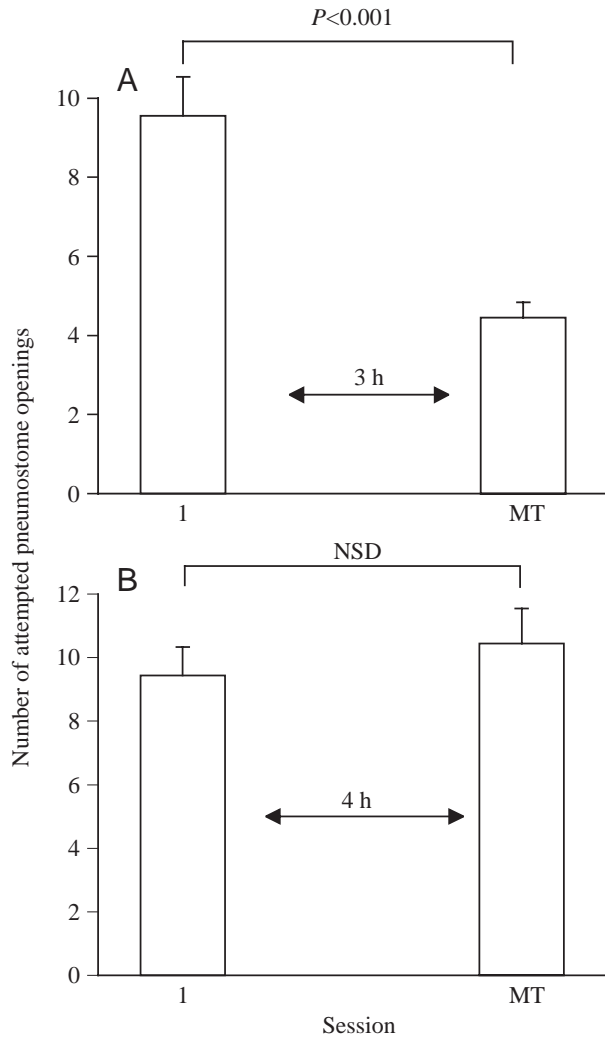 P<0.001
A
10
8
6
4
2
0
3 h
1 MT
Number of attempted pneumostome openings
NSD
B
12
10
8
6
4
2
0
4 h
1 MT
Session